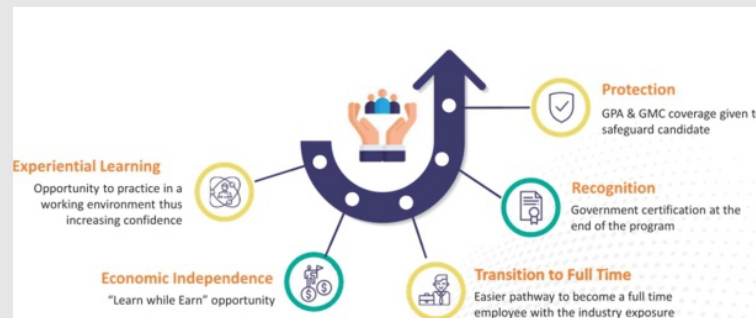 Protection
GPA & GMC coverage given t
safeguard candidate
Experiential Learning
Opportunity to practice in a
working environment thus
increasing confidence
Recognition
Government certification at the
end of the program
Economic Independence
"Learn while Earn" opportunity
Transition to Full Time
Easier pathway to become a full time
employee with the industry exposure